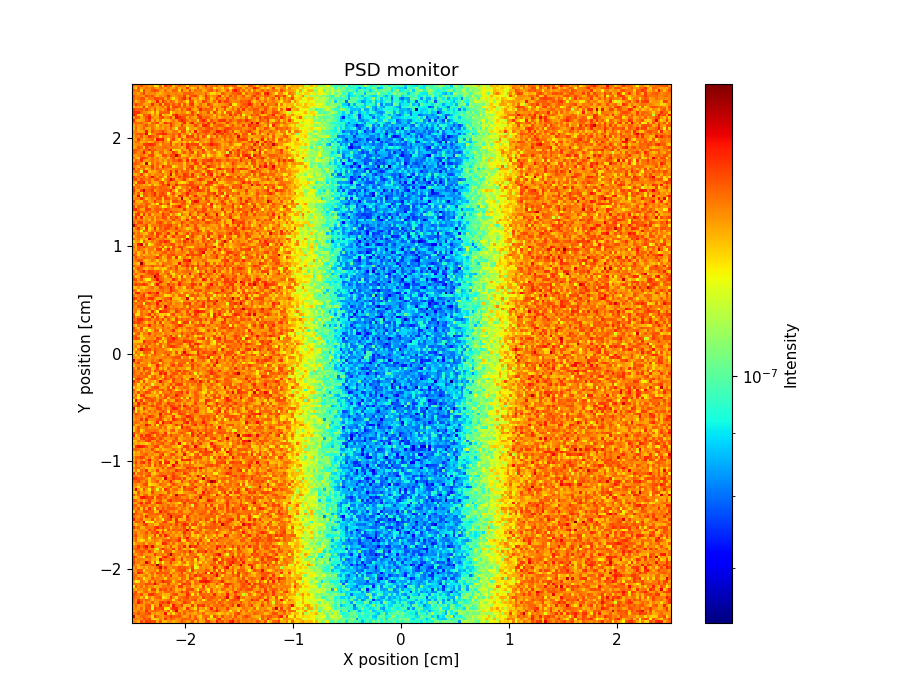 PSD monitor
2
1
0
−1
−2
Y position [cm]
−2 −1 0 1 2
X position [cm]
10⁻⁷
Intensity